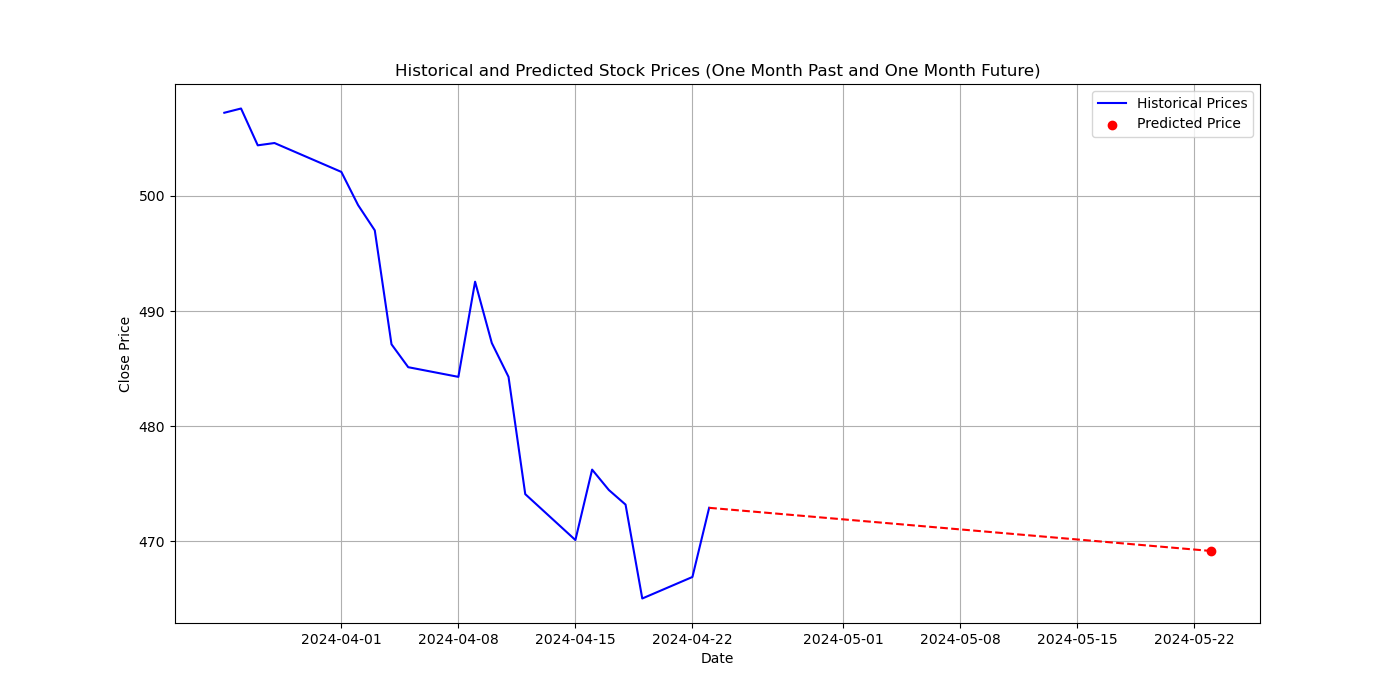 Historical and Predicted Stock Prices (One Month Past and One Month Future)
Historical Prices
Predicted Price
500
490
480
470
Close Price
2024-04-01 2024-04-08 2024-04-15 2024-04-22 2024-05-01 2024-05-08 2024-05-15 2024-05-22
Date